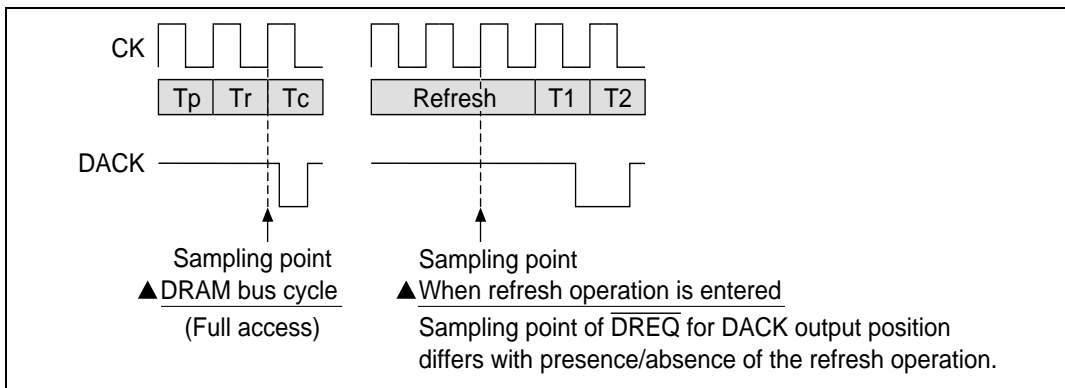 CK
Tp Tr Tc Refresh T1 T2
DACK
Sampling point
▲DRAM bus cycle
(Full access)
Sampling point
▲When refresh operation is entered
Sampling point of D̅R̅E̅Q̅ for DACK output position
differs with presence/absence of the refresh operation.